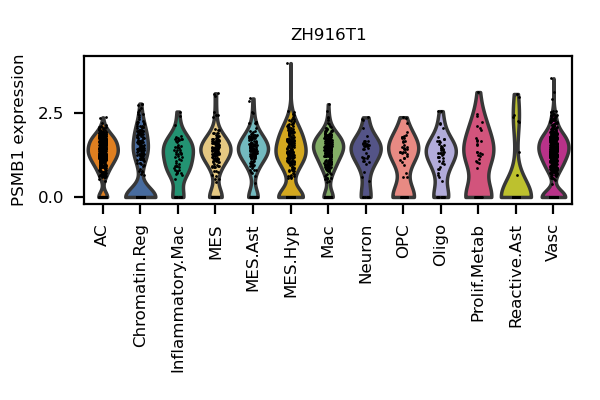 ZH916T1
PSMB1 expression
2.5
0.0
AC
Chromatin.Reg
Inflammatory.Mac
MES
MES.Ast
MES.Hyp
Mac
Neuron
OPC
Oligo
Prolif.Metab
Reactive.Ast
Vasc